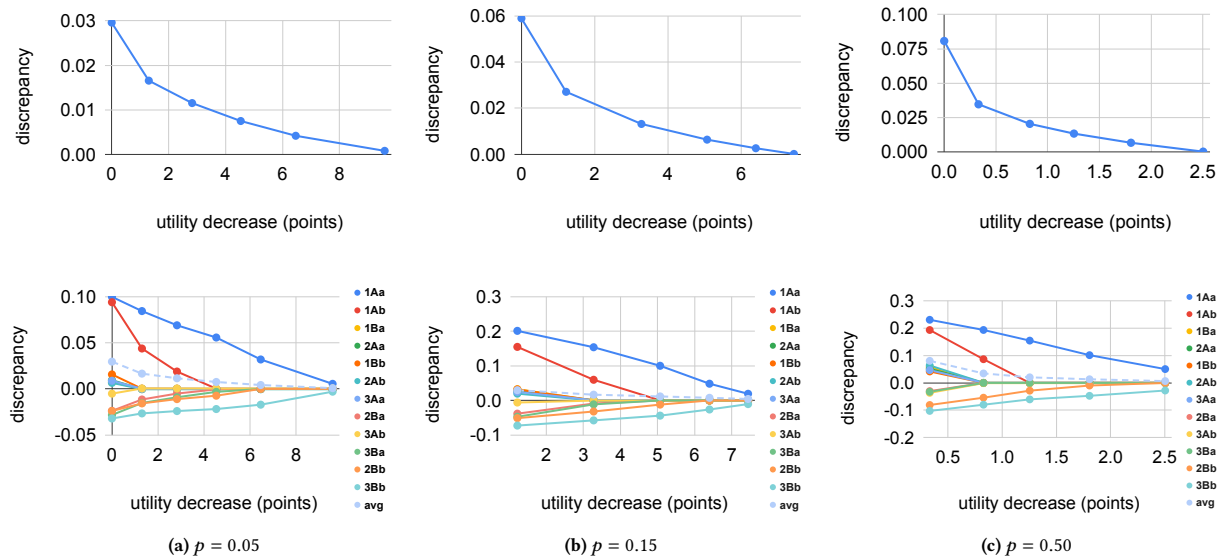 0.03
0.02
0.01
0.00
discrepancy
0 2 4 6 8
utility decrease (points)
0.06
0.04
0.02
0.00
discrepancy
0 2 4 6
utility decrease (points)
0.100
0.075
0.050
0.025
0.000
discrepancy
0.0 0.5 1.0 1.5 2.0 2.5
utility decrease (points)
0.10
0.05
0.00
-0.05
discrepancy
0 2 4 6 8
utility decrease (points)
1Aa
1Ab
1Ba
2Aa
1Bb
2Ab
3Aa
2Ba
3Ab
3Ba
2Bb
3Bb
avg
(a) p = 0.05
0.3
0.2
0.1
0.0
-0.1
discrepancy
2 3 4 5 6 7
utility decrease (points)
1Aa
1Ab
1Ba
2Aa
1Bb
2Ab
3Aa
2Ba
3Ab
3Ba
2Bb
3Bb
avg
(b) p = 0.15
0.3
0.2
0.1
0.0
-0.1
-0.2
discrepancy
0.5 1.0 1.5 2.0 2.5
utility decrease (points)
1Aa
1Ab
1Ba
2Aa
1Bb
2Ab
3Aa
2Ba
3Ab
3Ba
2Bb
3Bb
avg
(c) p = 0.50